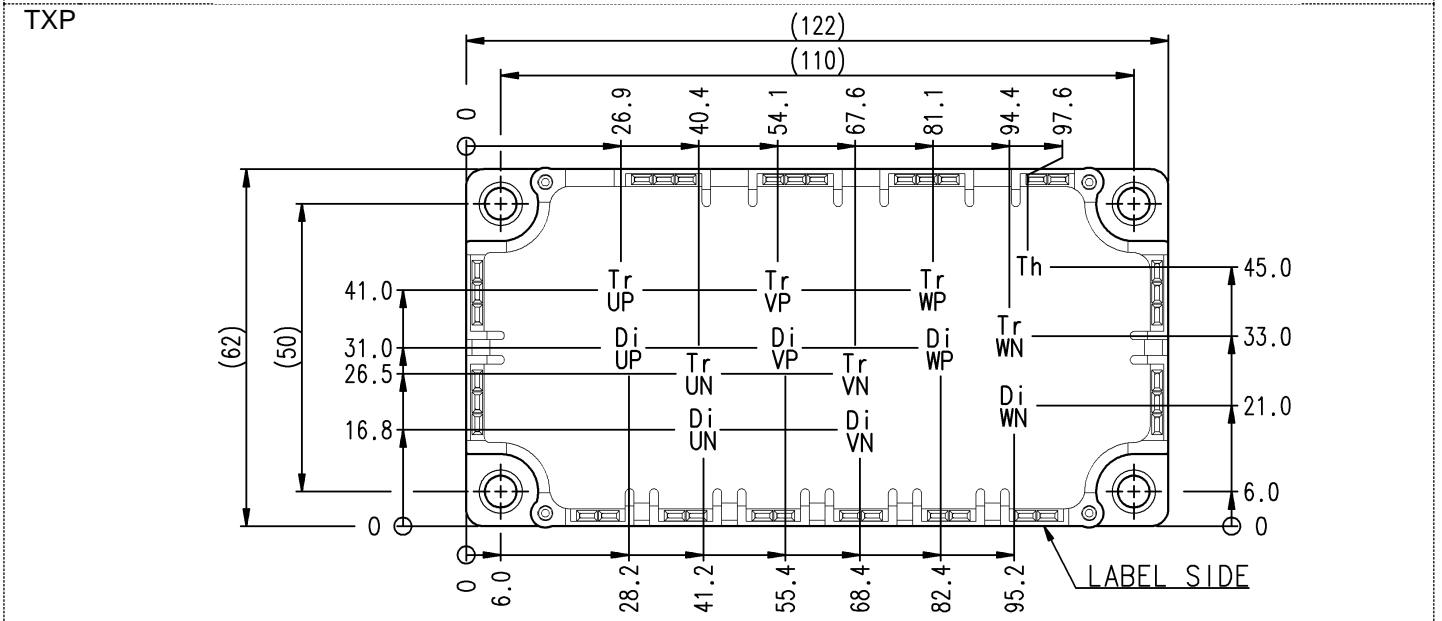 TXP
(122)
(110)
0
26.9
40.4
54.1
67.6
81.1
94.4
97.6
Th
45.0
41.0
Tr
UP
Tr
VP
Tr
WP
Tr
WN
33.0
(62)
(50)
31.0
Di
UP
Di
VP
Di
WP
26.5
Tr
UN
Tr
VN
Di
WN
21.0
16.8
Di
UN
Di
VN
6.0
0
0
0
6.0
28.2
41.2
55.4
68.4
82.4
95.2
LABEL SIDE